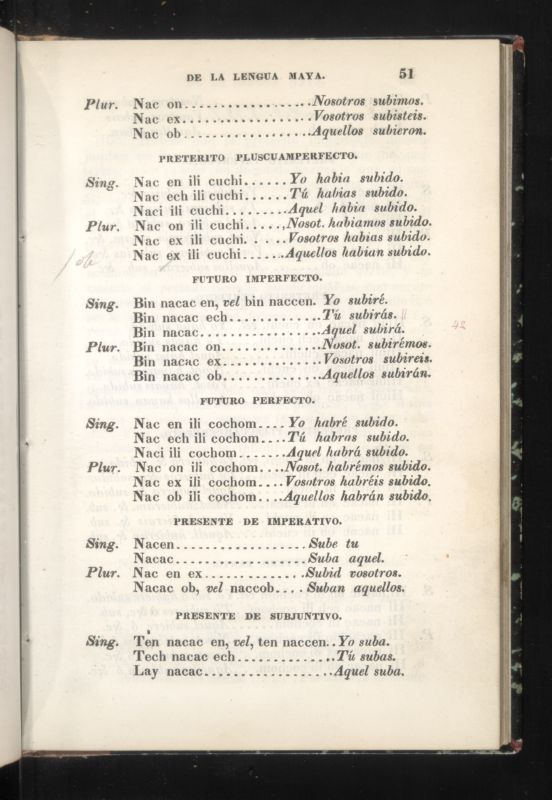 DE LA LENGUA MAYA. 51
Plur. Nac on..................Nosotros subimos.
Nac ex..................Vosotros subisteis.
Nac ob..................Aquellos subieron.
PRETERITO PLUSCUAMPERFECTO.
Sing. Nac en ili cuchi......Yo habia subido.
Nac ech ili cuchi......Tú habias subido.
Naci ili cuchi........Aquel habia subido.
Plur. Nac on ili cuchi.....Nosot. habiamos subido.
Nac ex ili cuchi......Vosotros habias subido.
Nac ex ili cuchi......Aquellos habian subido.
/ ob
FUTURO IMPERFECTO.
Sing. Bin nacac en, vel bin naccen. Yo subiré.
Bin nacac ech.............Tú subirás. ||
Bin nacac.................Aquel subirá.
42
Plur. Bin nacac on..............Nosot. subirémos.
Bin nacac ex..............Vosotros subireis.
Bin nacac ob..............Aquellos subirán.
FUTURO PERFECTO.
Sing. Nac en ili cochom....Yo habré subido.
Nac ech ili cochom....Tú habras subido.
Naci ili cochom.......Aquel habrá subido.
Plur. Nac on ili cochom....Nosot. habrémos subido.
Nac ex ili cochom....Vosotros habréis subido.
Nac ob ili cochom....Aquellos habrán subido.
PRESENTE DE IMPERATIVO.
Sing. Nacen...................Sube tu
Nacac...................Suba aquel.
Plur. Nac en ex...............Subid vosotros.
Nacac ob, vel naccob....Suban aquellos.
PRESENTE DE SUBJUNTIVO.
Sing. Ten nacac en, vel, ten naccen..Yo suba.
Tech nacac ech..............Tú subas.
Lay nacac..................Aquel suba.